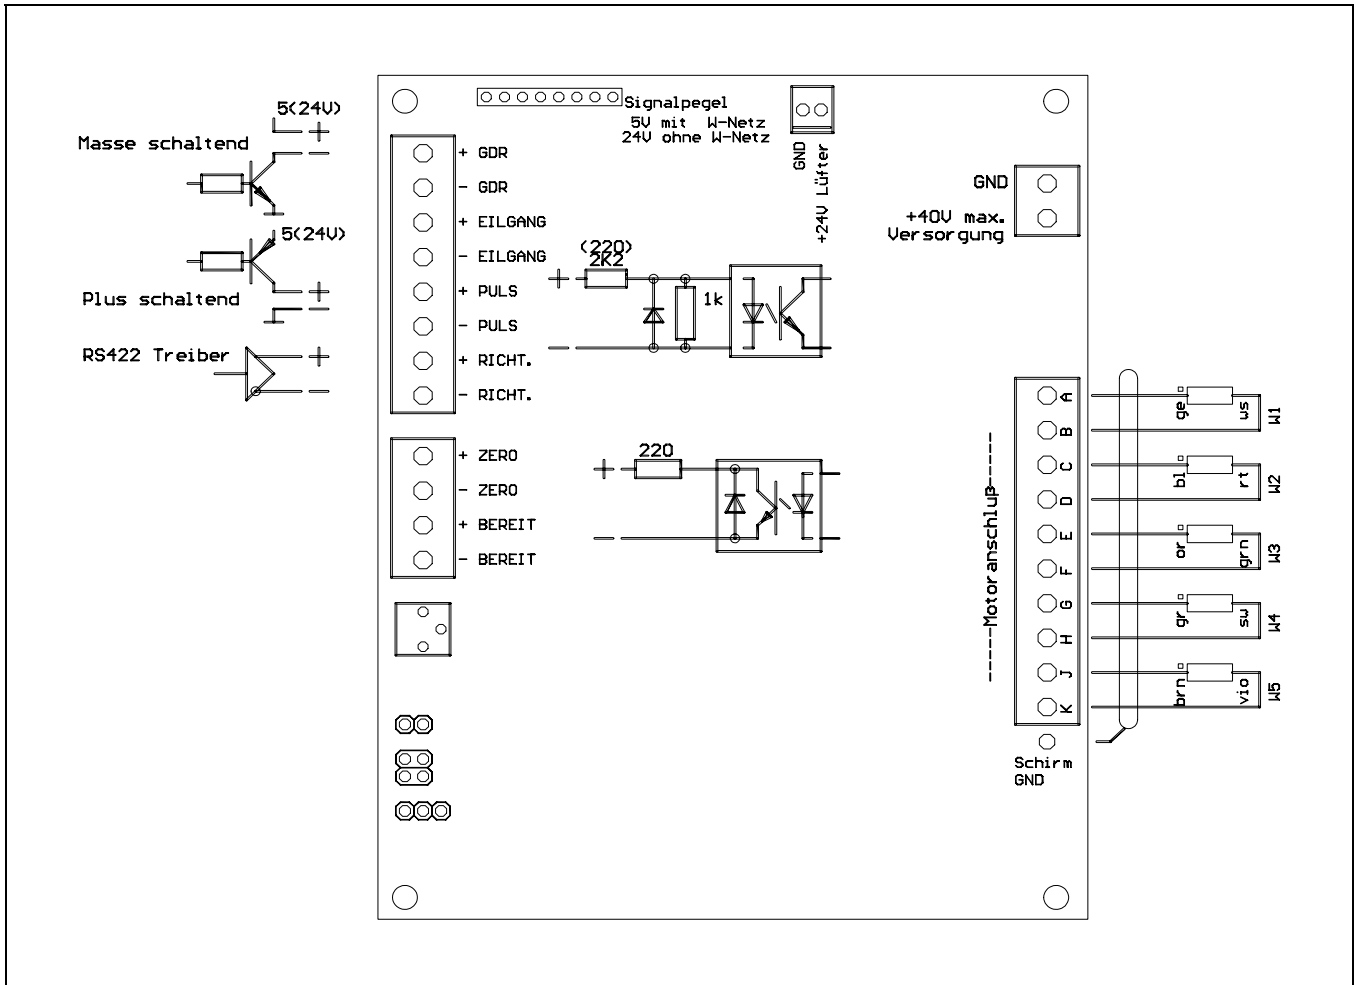 5(24V)
Masse schaltend
5(24V)
Plus schaltend
RS422 Treiber
Signalpegel
5V mit W-Netz
24V ohne W-Netz
GND
+24V Lüfter
GND
+40V max.
Versorgung
+ GDR
- GDR
+ EILGANG
- EILGANG
+ PULS
- PULS
+ RICHT.
- RICHT.
(220)
2K2
1k
+ ZERO
- ZERO
+ BEREIT
- BEREIT
220
-----Motoranschluß-----
A
B
C
D
E
F
G
H
J
K
Schirm
GND
ge ws W1
bl rt W2
or grn W3
gr sw W4
brn vio W5